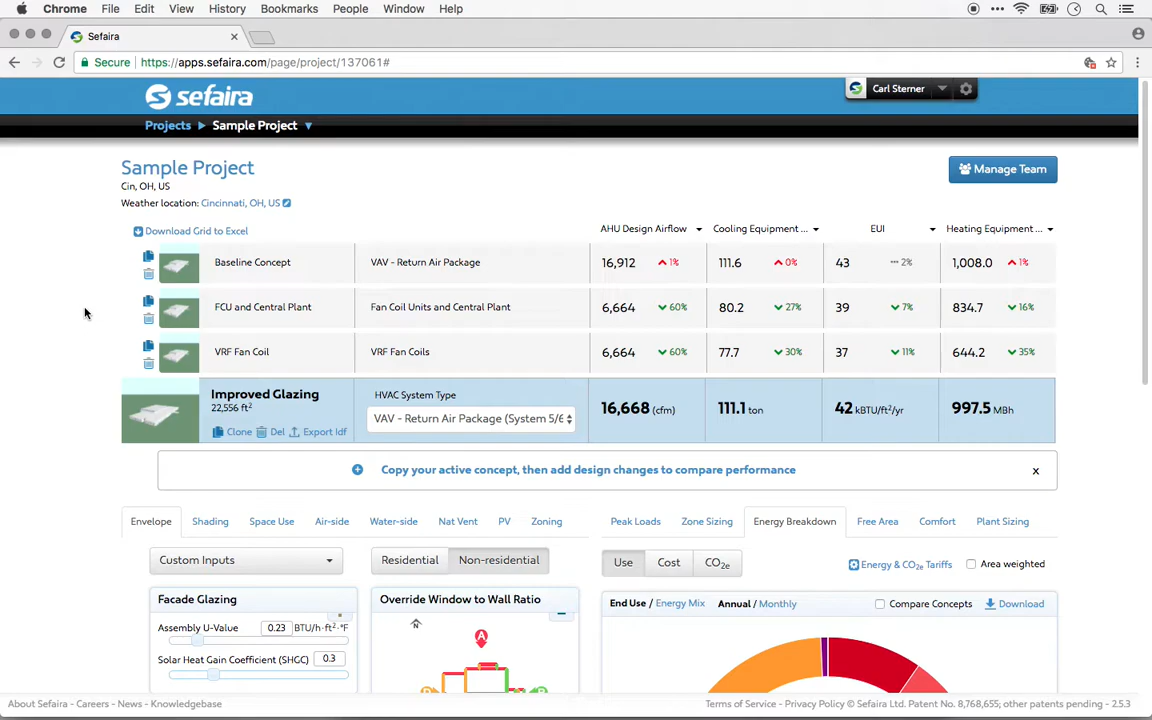 Chrome File Edit View History Bookmarks People Window Help
Sefaira
Secure https://apps.sefaira.com/page/project/137061#
sefaira
Carl Sterner
Projects Sample Project
Sample Project
Manage Team
Cin, OH, US
Weather location: Cincinnati, OH, US
Download Grid to Excel
AHU Design Airflow Cooling Equipment ... EUI Heating Equipment ...
Baseline Concept VAV - Return Air Package 16,912 1% 111.6 0% 43 2% 1,008.0 1%
FCU and Central Plant Fan Coil Units and Central Plant 6,664 60% 80.2 27% 39 7% 834.7 16%
VRF Fan Coil VRF Fan Coils 6,664 60% 77.7 30% 37 11% 644.2 35%
Improved Glazing HVAC System Type
22,556 ft² VAV - Return Air Package (System 5/6 16,668 (cfm) 111.1 ton 42 kBTU/ft²/yr 997.5 MBh
Clone Del Export Idf
Copy your active concept, then add design changes to compare performance x
Envelope Shading Space Use Air-side Water-side Nat Vent PV Zoning Peak Loads Zone Sizing Energy Breakdown Free Area Comfort Plant Sizing
Custom Inputs Residential Non-residential Use Cost CO₂e Energy & CO₂e Tariffs Area weighted
Facade Glazing Override Window to Wall Ratio End Use / Energy Mix Annual / Monthly Compare Concepts Download
Assembly U-Value 0.23 BTU/h·ft²·°F N A
Solar Heat Gain Coefficient (SHGC) 0.3
About Sefaira - Careers - News - Knowledgebase Terms of Service - Privacy Policy © Sefaira Ltd. Patent No. 8,768,655; other patents pending - 2.5.3